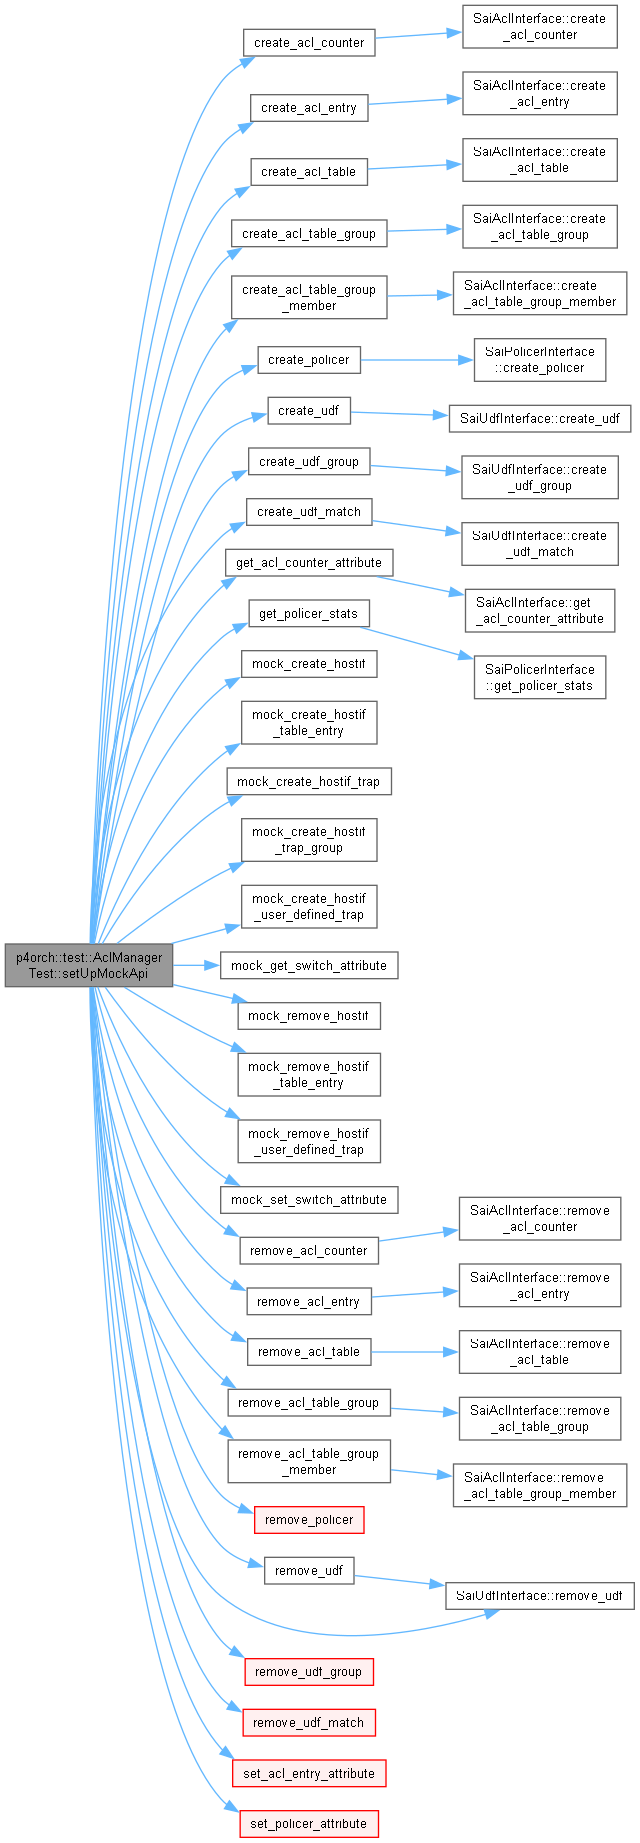 create_acl_counter
SaiAclInterface::create
_acl_counter
create_acl_entry
SaiAclInterface::create
_acl_entry
create_acl_table
SaiAclInterface::create
_acl_table
create_acl_table_group
SaiAclInterface::create
_acl_table_group
create_acl_table_group
_member
SaiAclInterface::create
_acl_table_group_member
create_policer
SaiPolicerInterface
::create_policer
create_udf
SaiUdfInterface::create_udf
create_udf_group
SaiUdfInterface::create
_udf_group
create_udf_match
SaiUdfInterface::create
_udf_match
get_acl_counter_attribute
SaiAclInterface::get
_acl_counter_attribute
get_policer_stats
SaiPolicerInterface
::get_policer_stats
mock_create_hostif
mock_create_hostif
_table_entry
mock_create_hostif_trap
mock_create_hostif
_trap_group
mock_create_hostif
_user_defined_trap
p4orch::test::AclManager
Test::setUpMockApi
mock_get_switch_attribute
mock_remove_hostif
mock_remove_hostif
_table_entry
mock_remove_hostif
_user_defined_trap
mock_set_switch_attribute
remove_acl_counter
SaiAclInterface::remove
_acl_counter
remove_acl_entry
SaiAclInterface::remove
_acl_entry
remove_acl_table
SaiAclInterface::remove
_acl_table
remove_acl_table_group
SaiAclInterface::remove
_acl_table_group
remove_acl_table_group
_member
SaiAclInterface::remove
_acl_table_group_member
remove_policer
remove_udf
SaiUdfInterface::remove_udf
remove_udf_group
remove_udf_match
set_acl_entry_attribute
set_policer_attribute